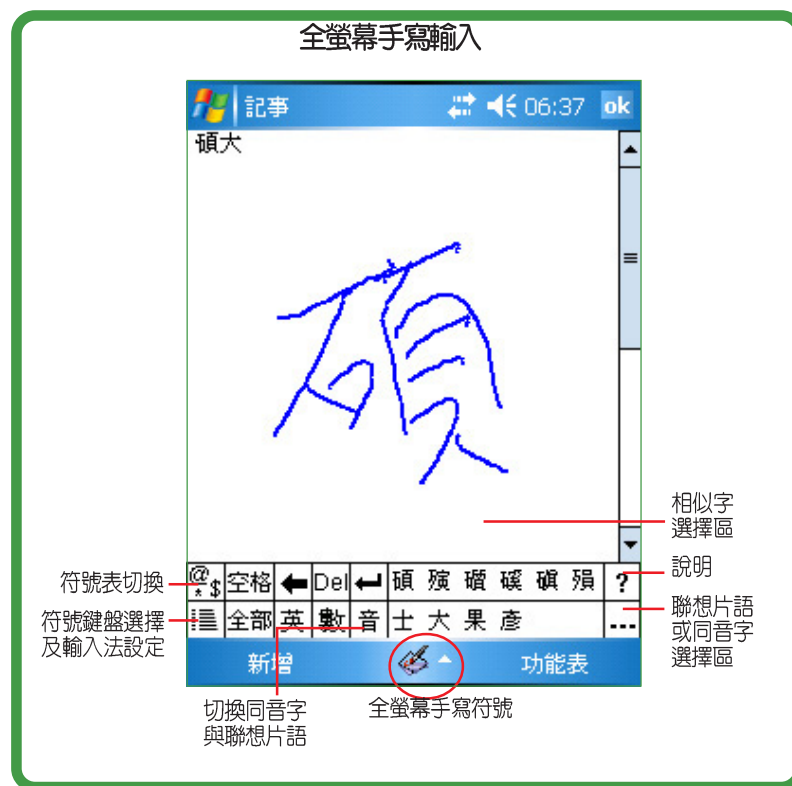 全螢幕手寫輸入
記事 06:37 ok
碩大
碩
相似字
選擇區
符號表切換
@*$ 空格 Del 碩 殯 礸 磎 磌 殞 ?
說明
符號鍵盤選擇
及輸入法設定
全部 英 數 音 士 大 果 彥 ...
聯想片語
或同音字
選擇區
新增 功能表
切換同音字
與聯想片語
全螢幕手寫符號